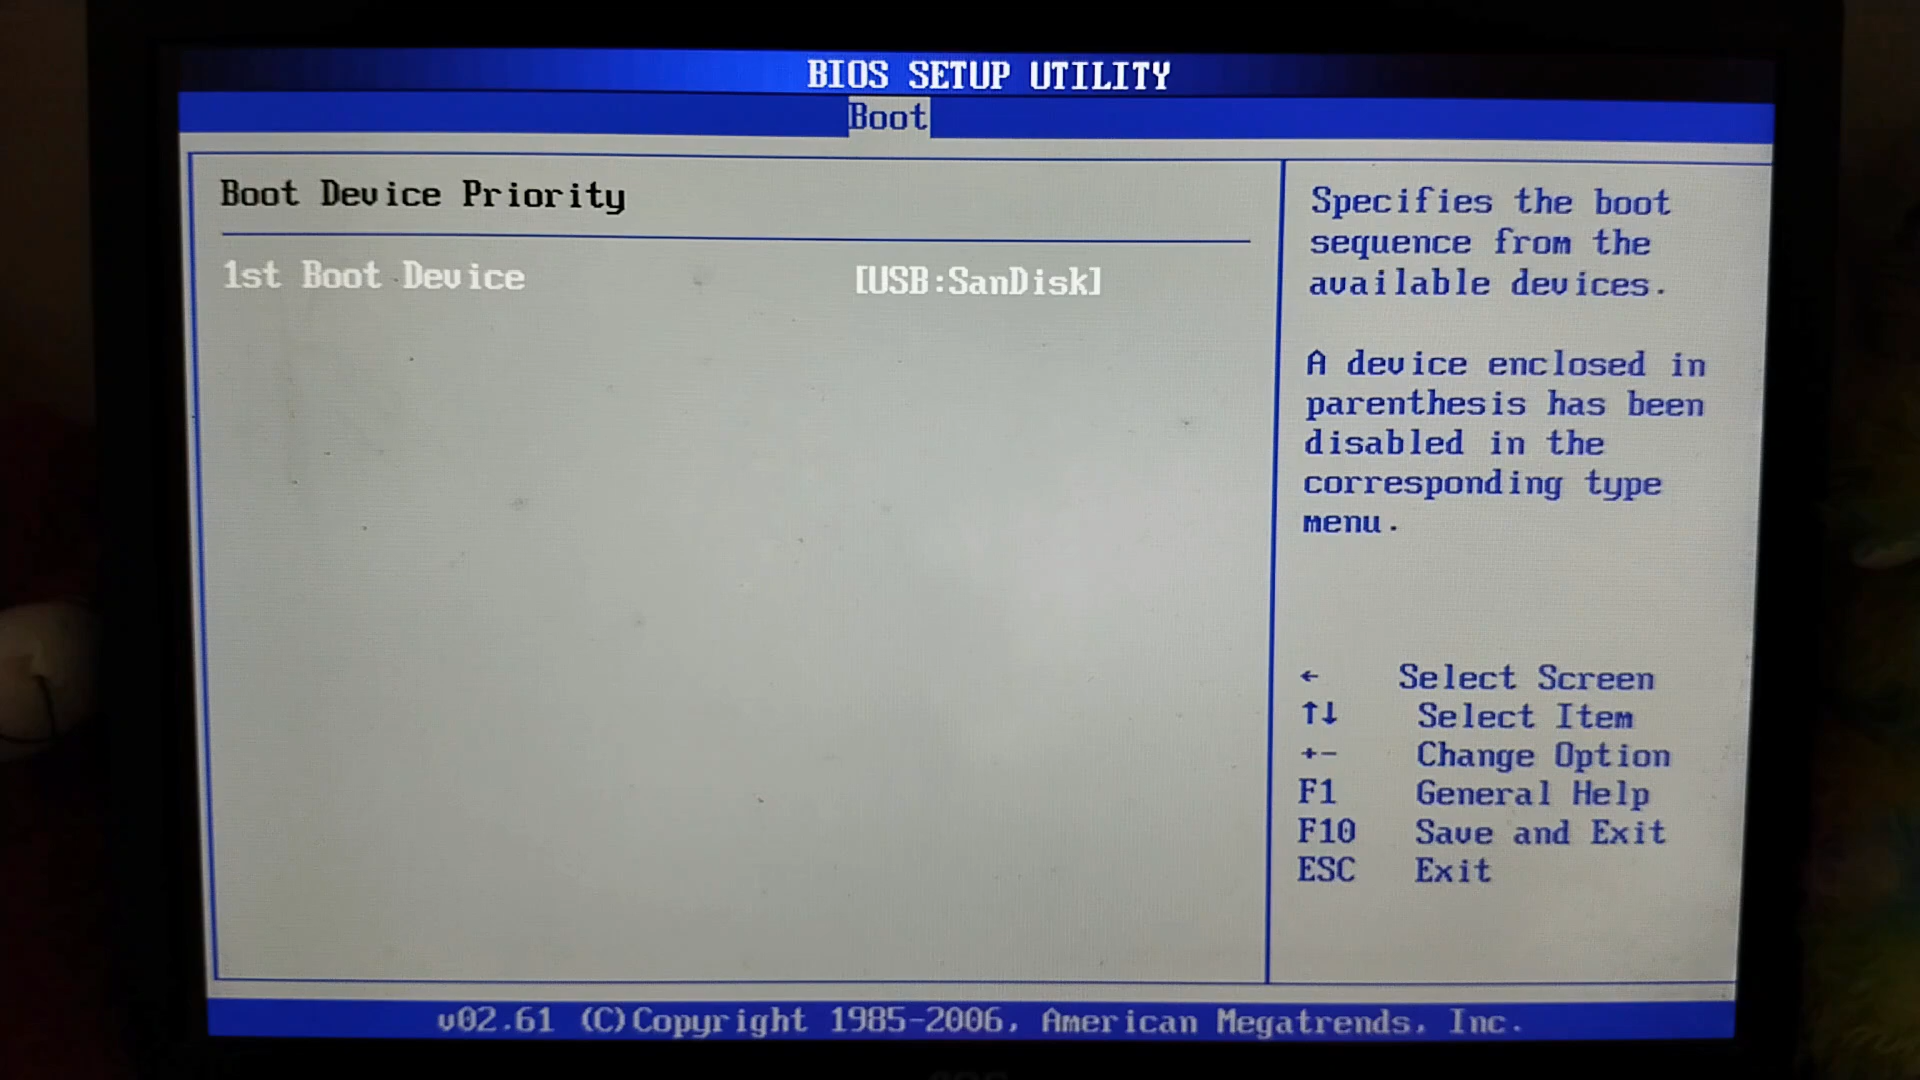 BIOS SETUP UTILITY
Boot
Boot Device Priority
1st Boot Device [USB:SanDisk]
Specifies the boot
sequence from the
available devices.
A device enclosed in
parenthesis has been
disabled in the
corresponding type
menu.
← Select Screen
↑↓ Select Item
+- Change Option
F1 General Help
F10 Save and Exit
ESC Exit
v02.61 (C)Copyright 1985-2006, American Megatrends, Inc.